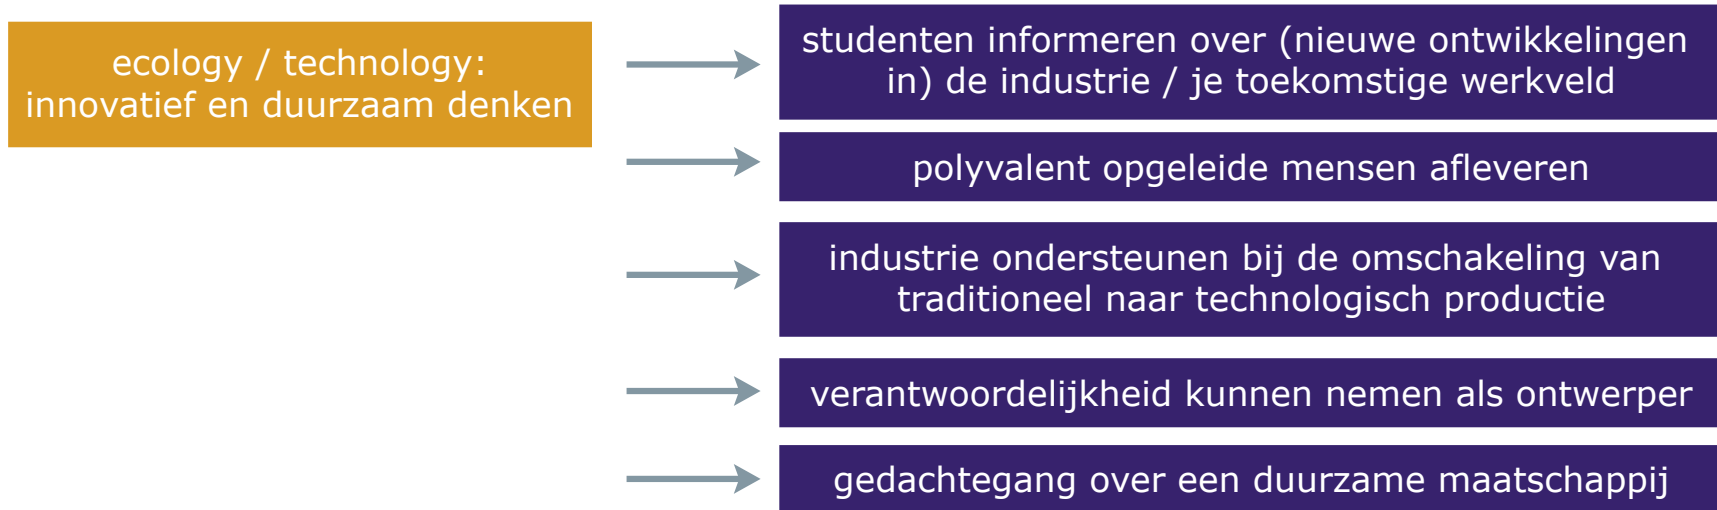 ecology / technology:
innovatief en duurzaam denken
studenten informeren over (nieuwe ontwikkelingen
in) de industrie / je toekomstige werkveld
polyvalent opgeleide mensen afleveren
industrie ondersteunen bij de omschakeling van
traditioneel naar technologisch productie
verantwoordelijkheid kunnen nemen als ontwerper
gedachtegang over een duurzame maatschappij